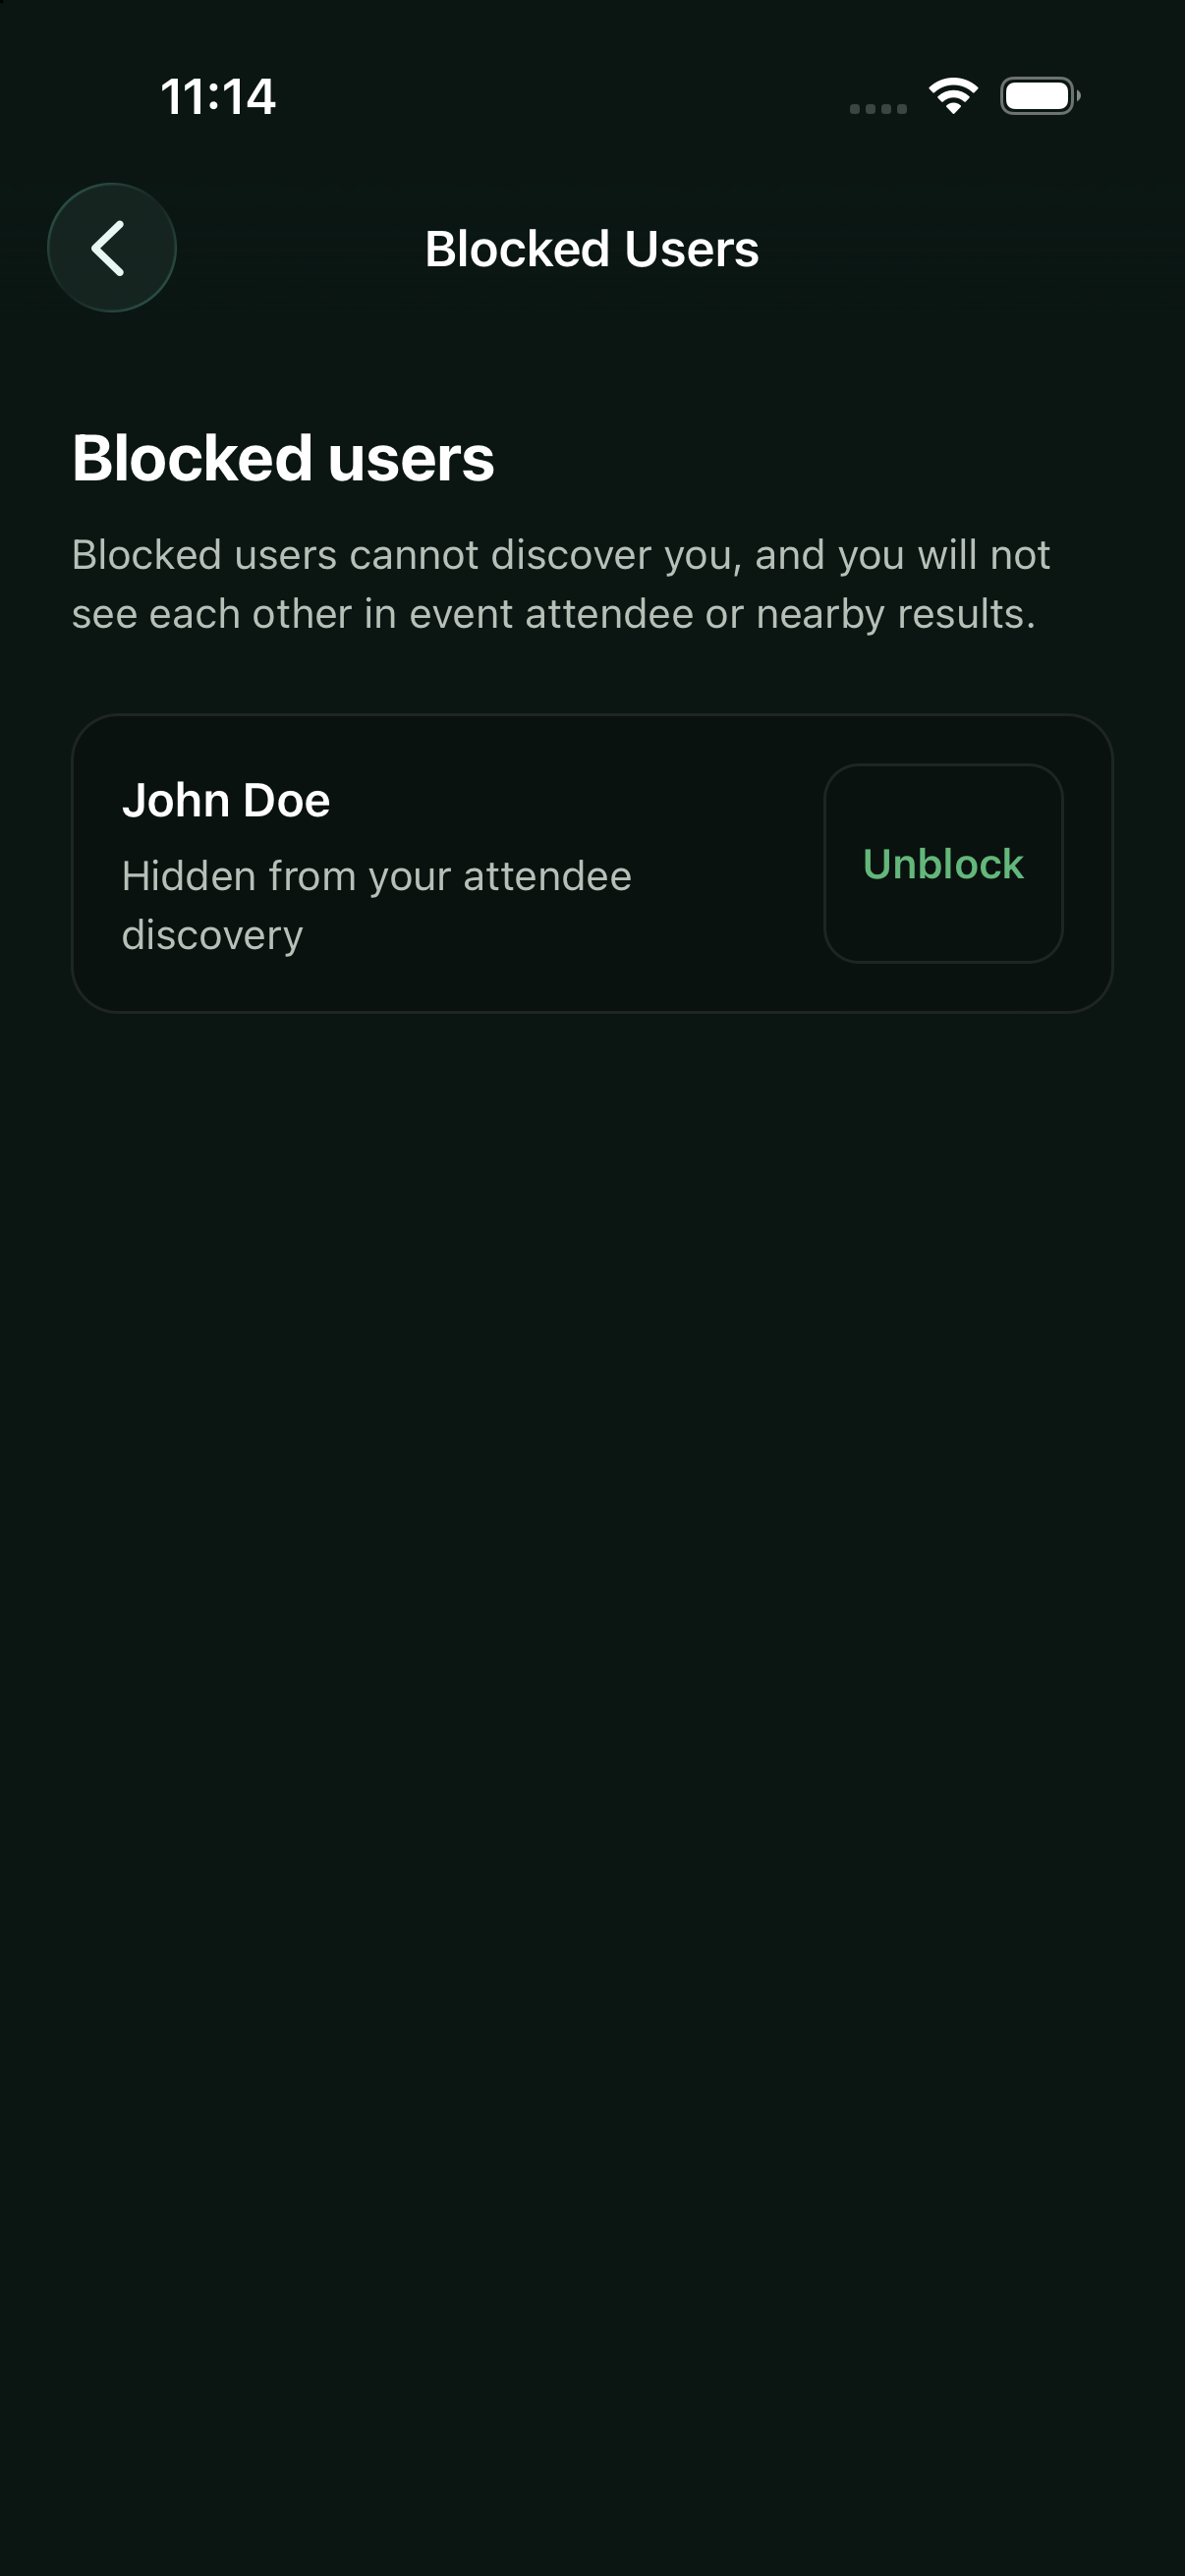 11:14
Blocked Users
Blocked users
Blocked users cannot discover you, and you will not
see each other in event attendee or nearby results.
John Doe
Hidden from your attendee
discovery
Unblock